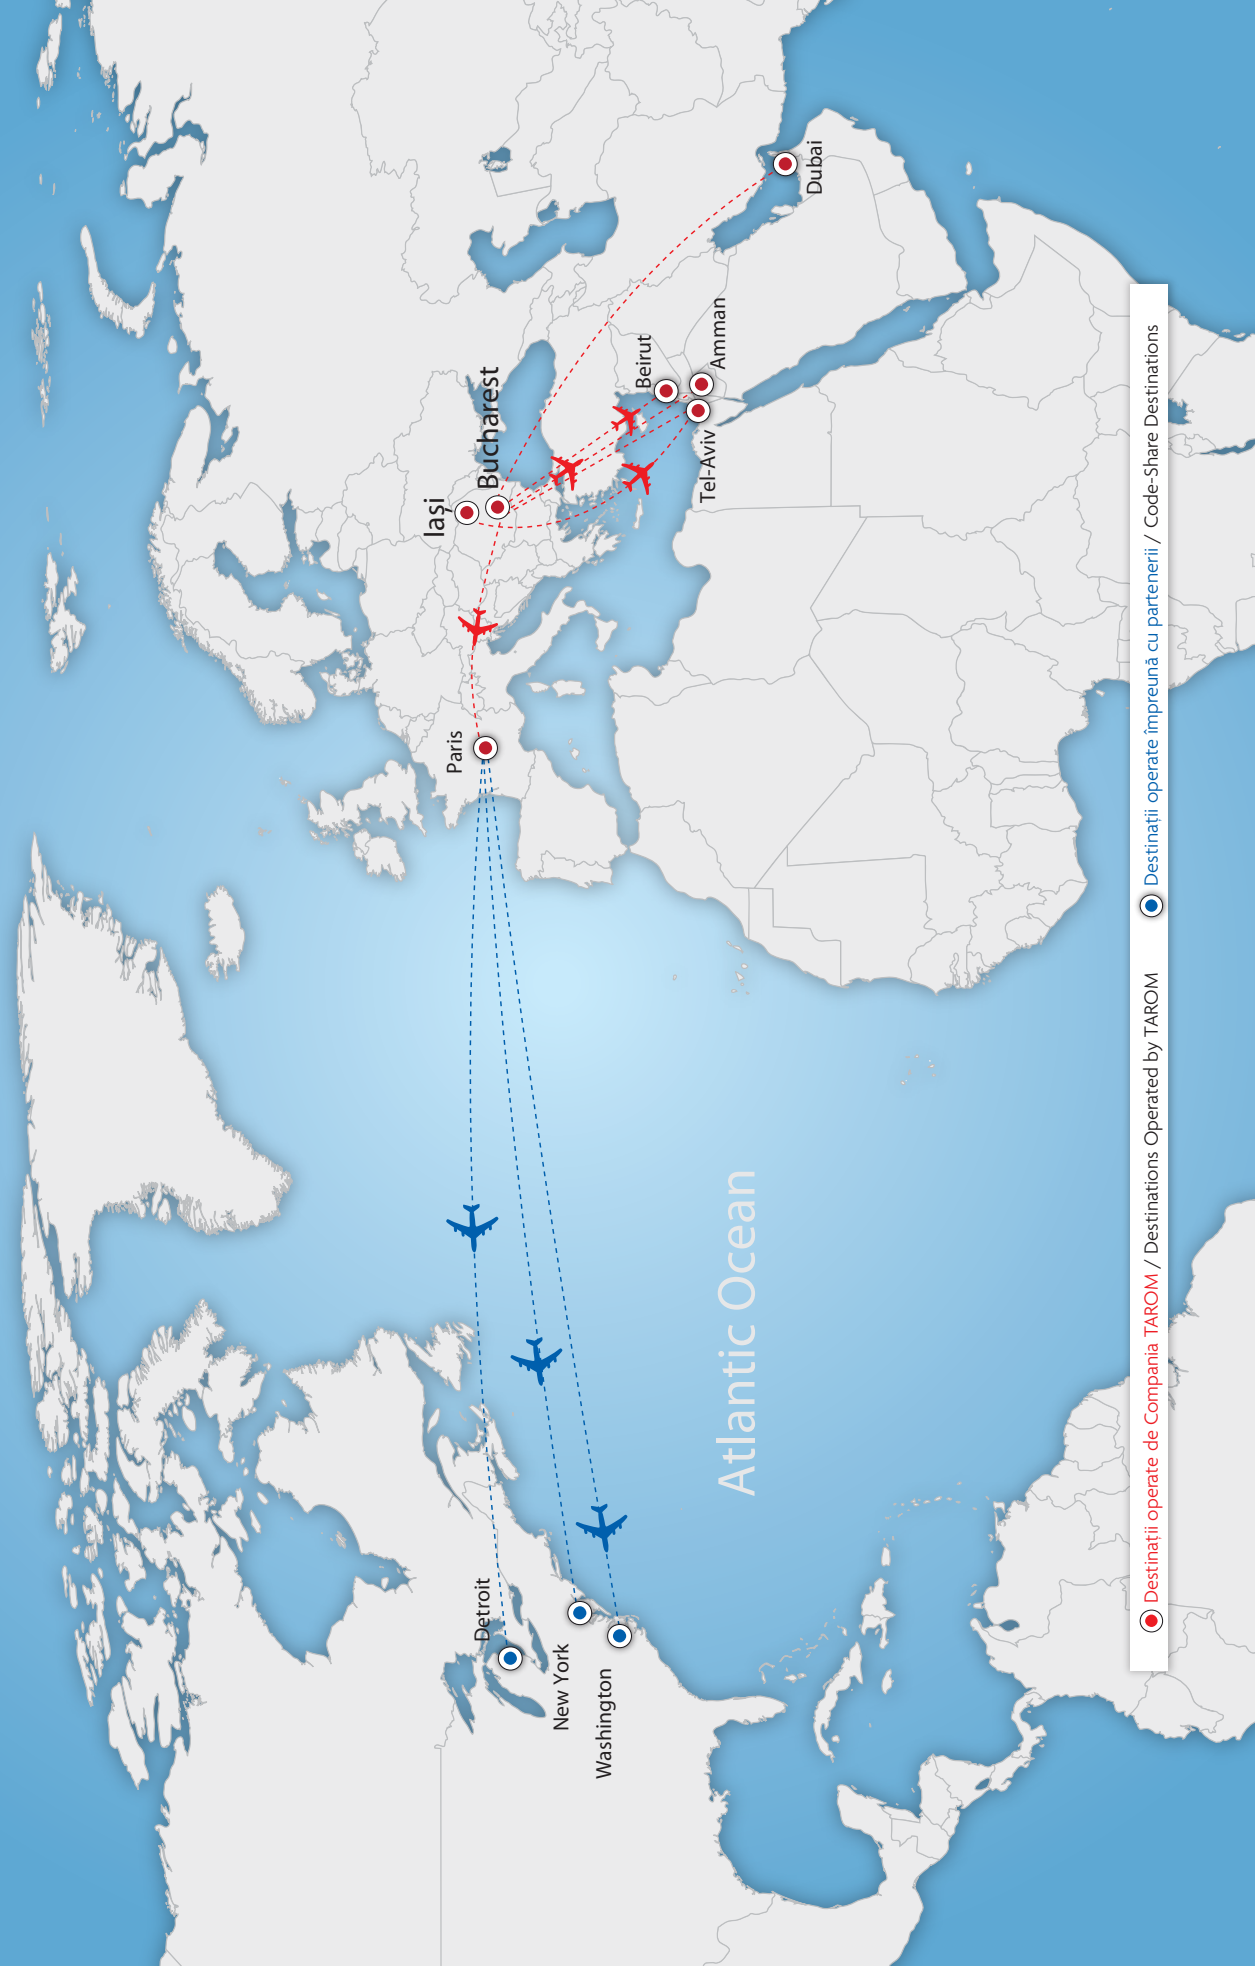 Detroit
New York
Washington
Paris
Iași
Bucharest
Beirut
Amman
Tel-Aviv
Dubai
Atlantic Ocean
Destinații operate de Compania TAROM / Destinations Operated by TAROM
Destinații operate împreună cu partenerii / Code-Share Destinations